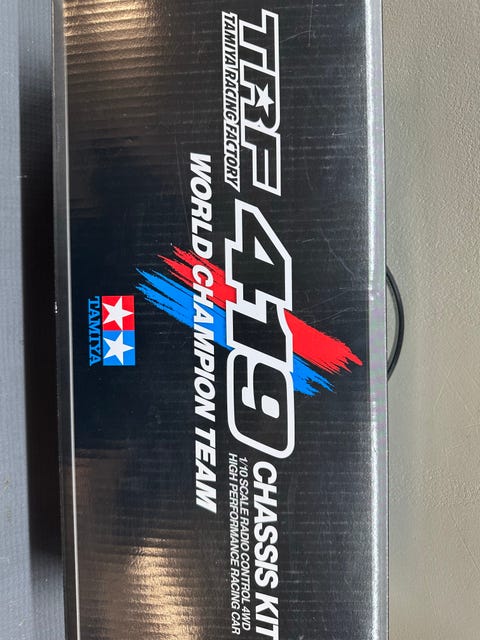 TRF 419 CHASSIS KIT
TAMIYA RACING FACTORY
1/10 SCALE RADIO CONTROL 4WD
HIGH PERFORMANCE RACING CAR
WORLD CHAMPION TEAM
TAMIYA